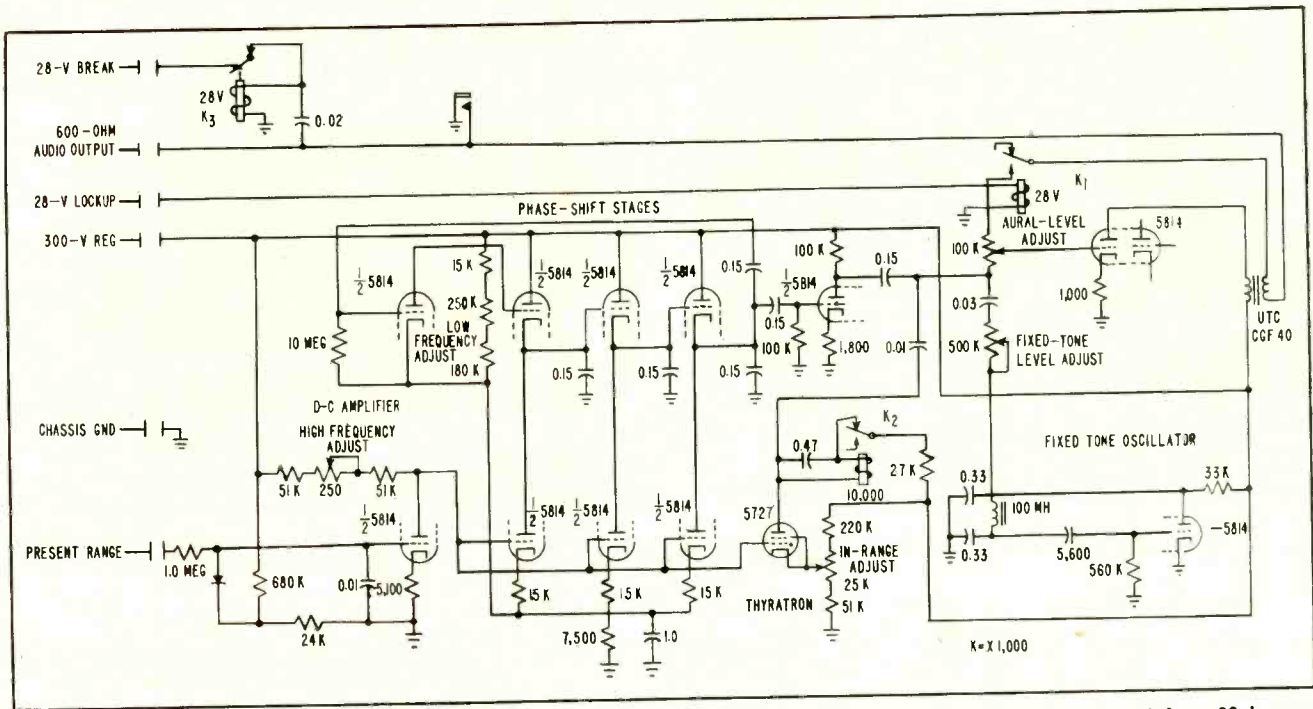 28-V BREAK
28V
K3
0.02
600-OHM
AUDIO OUTPUT
K1
28-V LOCKUP
28V
PHASE-SHIFT STAGES
AURAL-LEVEL
ADJUST
300-V REG
5814
100 K
100 K
15 K
0.15
0.15
1/2 5814
1/2 5814
1/2 5814
1/2 5814
1/2 5814
250K
LOW
FREQUENCY
ADJUST
10 MEG
180 K
0.15
0.15
0.15
0.15
100 K
1,800
0.01
1,000
0.03
500 K
FIXED-TONE
LEVEL ADJUST
UTC
CGF 40
D-C AMPLIFIER
HIGH FREQUENCY
ADJUST
CHASSIS GND
K2
FIXED TONE OSCILLATOR
51 K
250
51 K
0.47
27K
10,000
33K
0.33
100 MH
0.33
1/2 5814
1/2 5814
1/2 5814
1/2 5814
5727
220 K
IN-RANGE
ADJUST
25 K
51 K
5,600
560 K
5814
PRESENT RANGE
1.0 MEG
680K
0.01
5,100
24K
15 K
15 K
15 K
7,500
1.0
THYRATRON
K=X 1,000